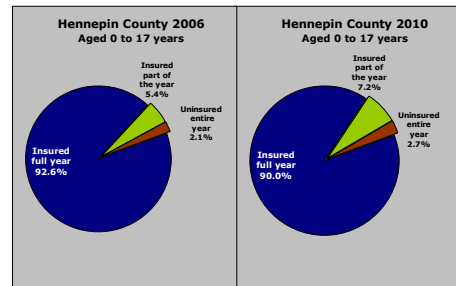 Hennepin County 2006
Aged 0 to 17 years
Insured
part of
the year
5.4%
Uninsured
entire
year
2.1%
Insured
full year
92.6%
Hennepin County 2010
Aged 0 to 17 years
Insured
part of
the year
7.2%
Uninsured
entire
year
2.7%
Insured
full year
90.0%